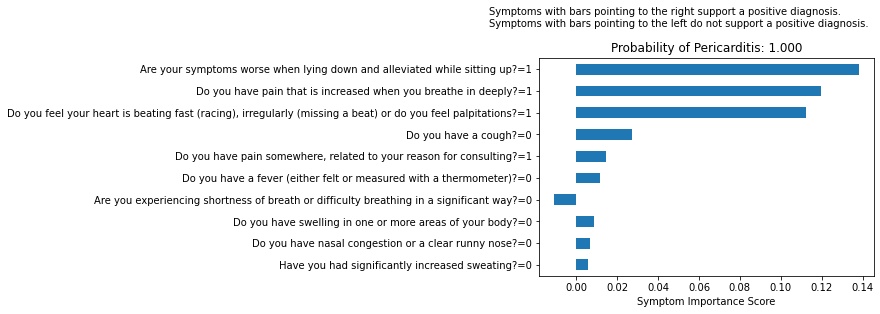 Symptoms with bars pointing to the right support a positive diagnosis.
Symptoms with bars pointing to the left do not support a positive diagnosis.
Probability of Pericarditis: 1.000
Are your symptoms worse when lying down and alleviated while sitting up?=1
Do you have pain that is increased when you breathe in deeply?=1
Do you feel your heart is beating fast (racing), irregularly (missing a beat) or do you feel palpitations?=1
Do you have a cough?=0
Do you have pain somewhere, related to your reason for consulting?=1
Do you have a fever (either felt or measured with a thermometer)?=0
Are you experiencing shortness of breath or difficulty breathing in a significant way?=0
Do you have swelling in one or more areas of your body?=0
Do you have nasal congestion or a clear runny nose?=0
Have you had significantly increased sweating?=0
0.00 0.02 0.04 0.06 0.08 0.10 0.12 0.14
Symptom Importance Score